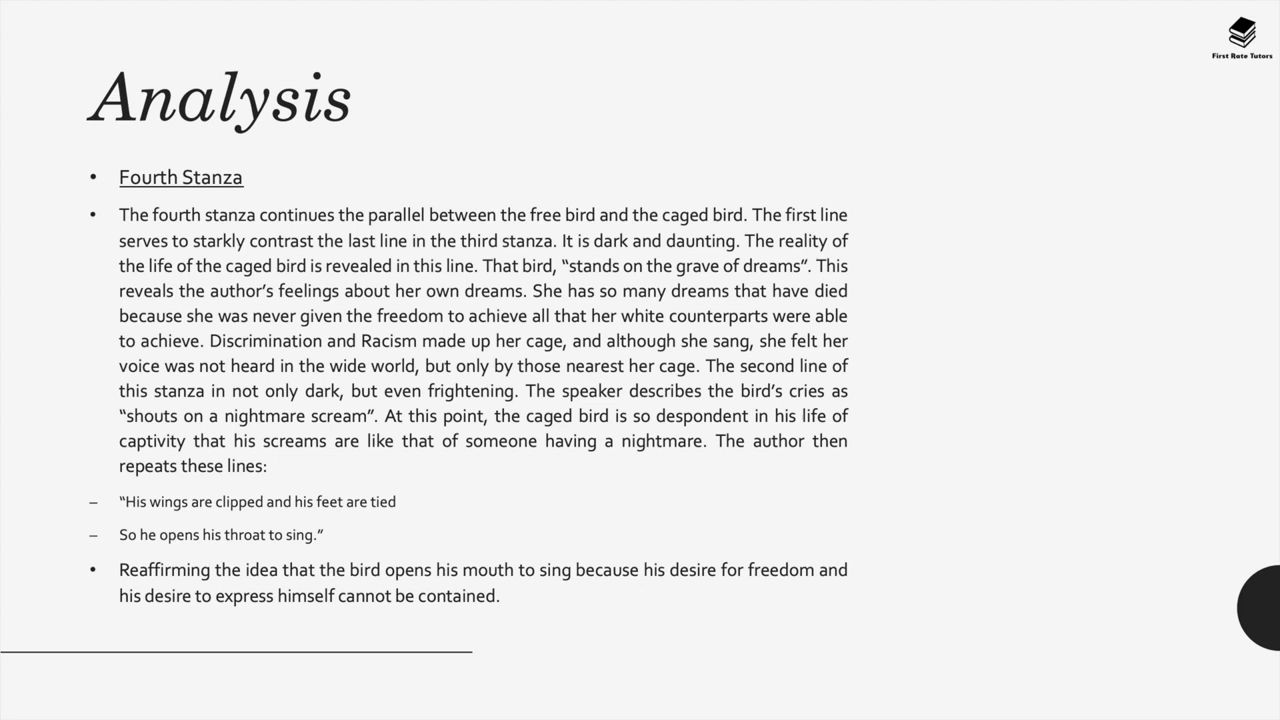 First Rate Tutors
Analysis
• Fourth Stanza
• The fourth stanza continues the parallel between the free bird and the caged bird. The first line
serves to starkly contrast the last line in the third stanza. It is dark and daunting. The reality of
the life of the caged bird is revealed in this line. That bird, “stands on the grave of dreams”. This
reveals the author’s feelings about her own dreams. She has so many dreams that have died
because she was never given the freedom to achieve all that her white counterparts were able
to achieve. Discrimination and Racism made up her cage, and although she sang, she felt her
voice was not heard in the wide world, but only by those nearest her cage. The second line of
this stanza in not only dark, but even frightening. The speaker describes the bird’s cries as
“shouts on a nightmare scream”. At this point, the caged bird is so despondent in his life of
captivity that his screams are like that of someone having a nightmare. The author then
repeats these lines:
– “His wings are clipped and his feet are tied
– So he opens his throat to sing.”
• Reaffirming the idea that the bird opens his mouth to sing because his desire for freedom and
his desire to express himself cannot be contained.